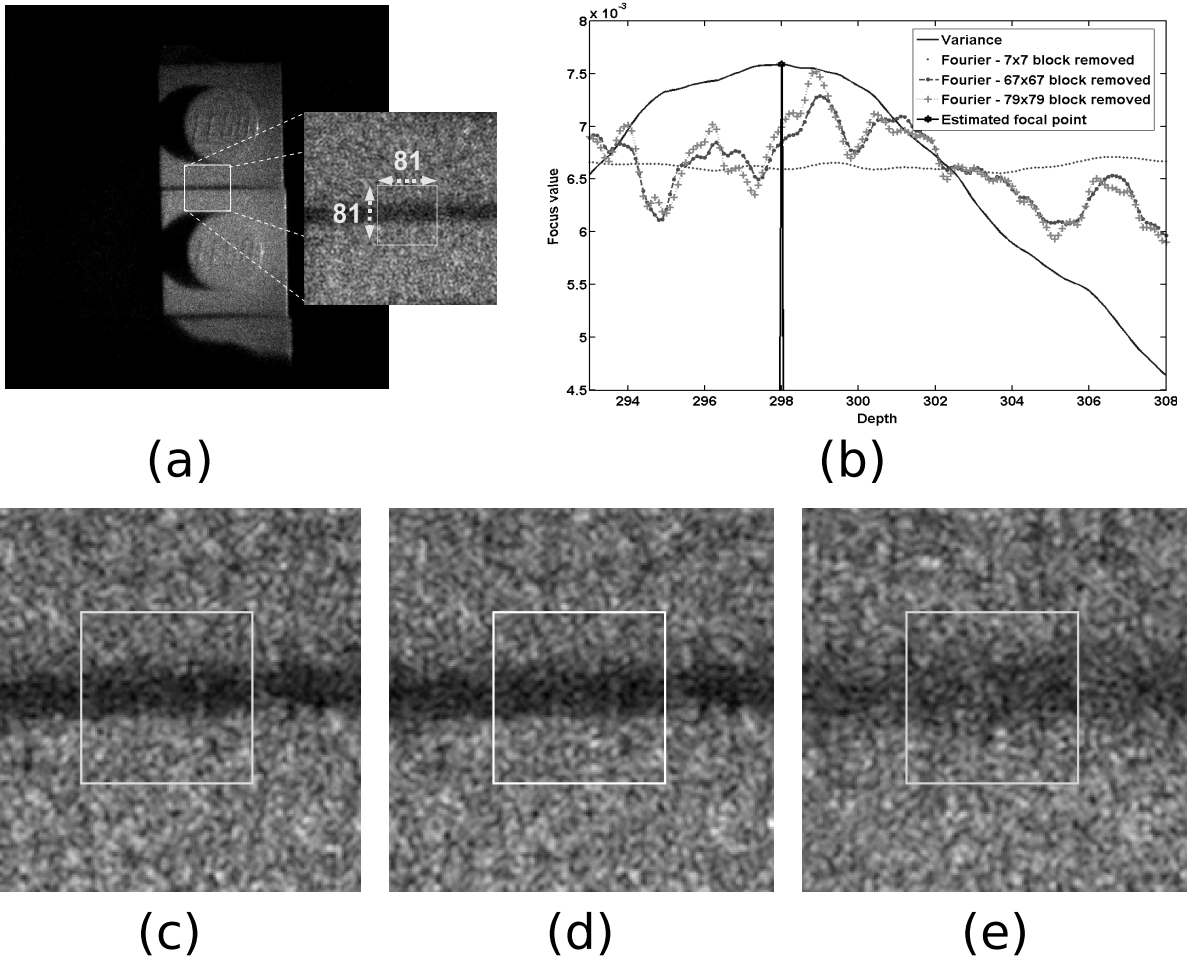 81
81
(a)
8 x 10⁻³
7.5
7
6.5
6
5.5
5
4.5
Focus value
294 296 298 300 302 304 306 308
Depth
Variance
Fourier - 7x7 block removed
Fourier - 67x67 block removed
Fourier - 79x79 block removed
Estimated focal point
(b)
(c) (d) (e)